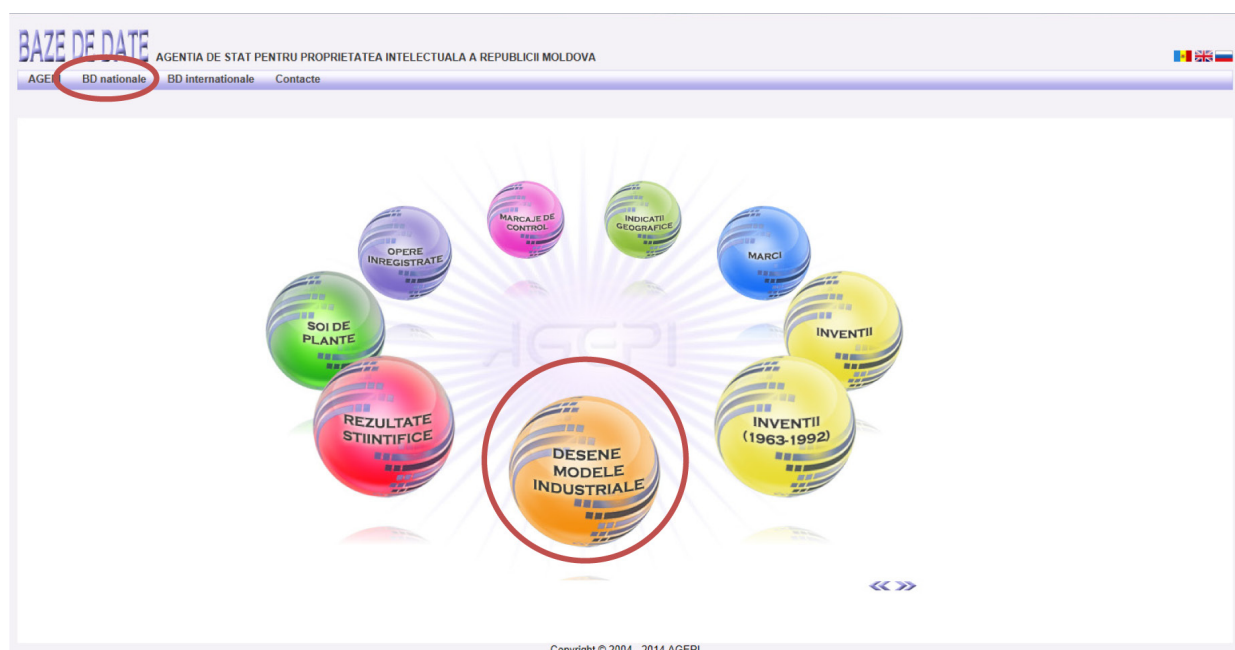 BAZE DE DATE AGENTIA DE STAT PENTRU PROPRIETATEA INTELECTUALA A REPUBLICII MOLDOVA
AGEPI BD nationale BD internationale Contacte
MARCAJE DE
CONTROL
INDICATII
GEOGRAFICE
OPERE
INREGISTRATE
MARCI
SOI DE
PLANTE
INVENTII
REZULTATE
STIINTIFICE
INVENTII
(1963-1992)
DESENE
MODELE
INDUSTRIALE
AGEPI
Copyright © 2004 - 2014 AGEPI